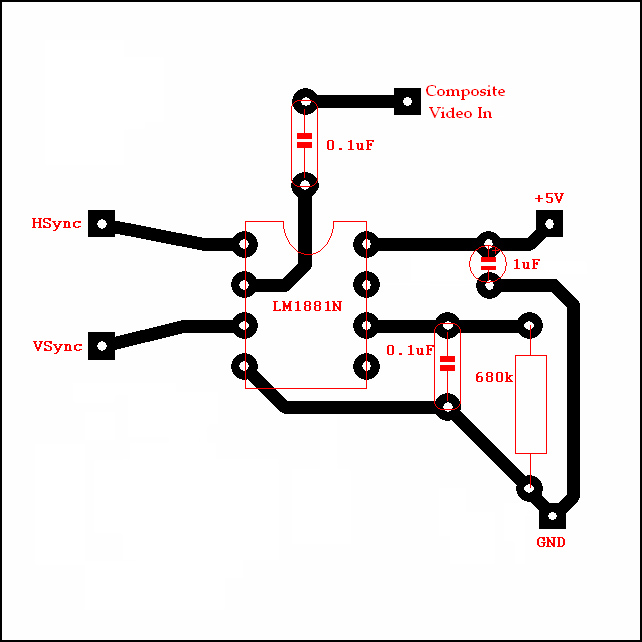 Composite
Video In
0.1uF
+5V
HSync
1uF
LM1881N
VSync
0.1uF
680k
GND